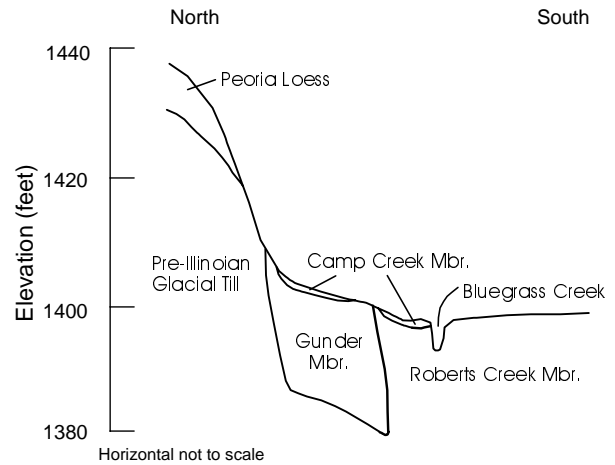 North
South
1440
Peoria Loess
1420
Elevation (feet)
Pre-Illinoian
Glacial Till
Camp Creek Mbr.
Bluegrass Creek
1400
Gunder
Mbr.
Roberts Creek Mbr.
1380
Horizontal not to scale